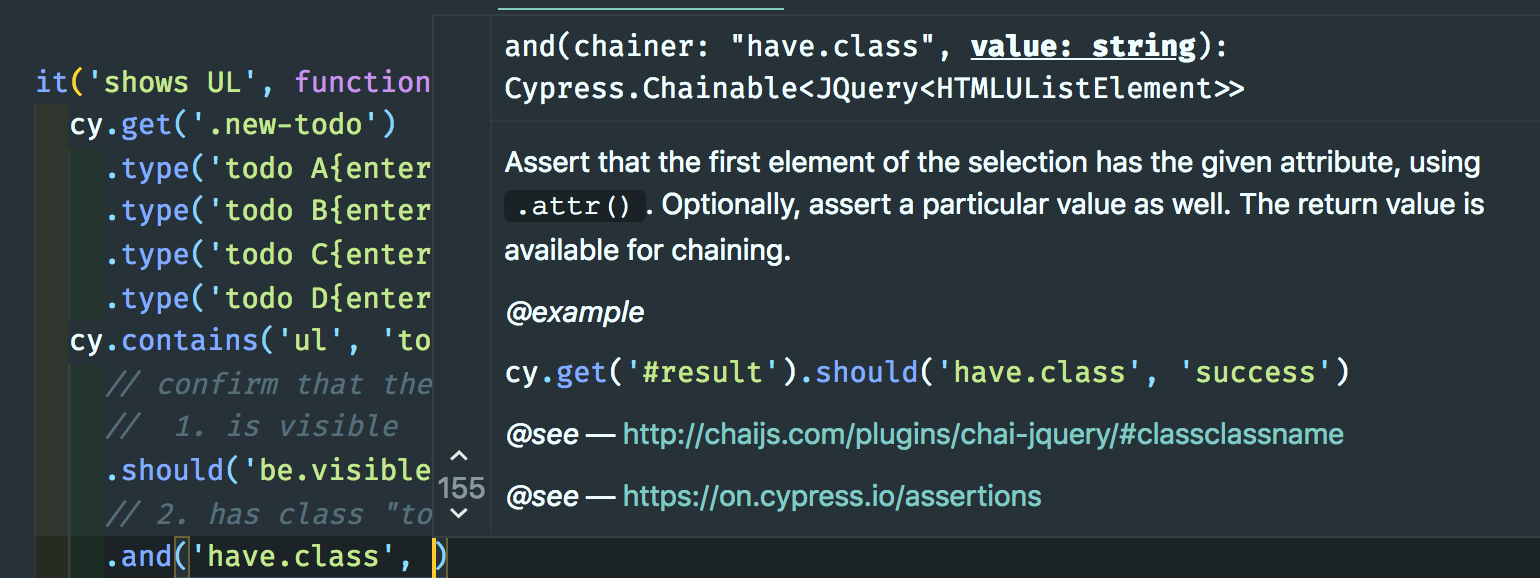 it('shows UL', function
cy.get('.new-todo')
.type('todo A{enter
.type('todo B{enter
.type('todo C{enter
.type('todo D{enter
cy.contains('ul', 'to
// confirm that the
//  1. is visible
.should('be.visible
// 2. has class "to
.and('have.class', )
155
and(chainer: "have.class", value: string):
Cypress.Chainable<JQuery<HTMLUListElement>>
Assert that the first element of the selection has the given attribute, using
.attr() . Optionally, assert a particular value as well. The return value is
available for chaining.
@example
cy.get('#result').should('have.class', 'success')
@see — http://chaijs.com/plugins/chai-jquery/#classclassname
@see — https://on.cypress.io/assertions